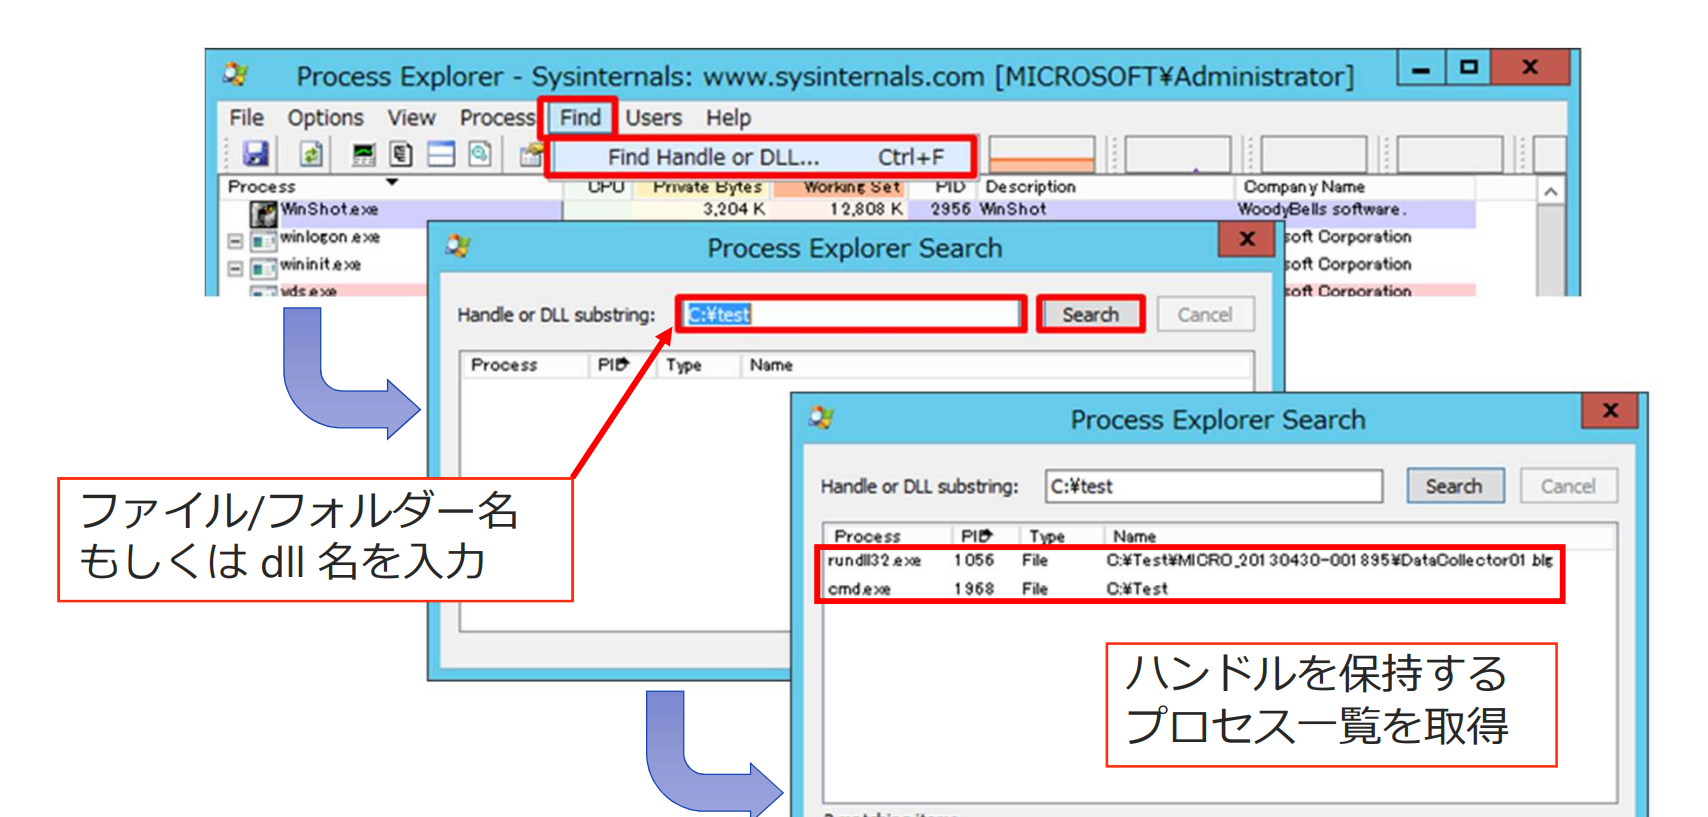 Process Explorer - Sysinternals: www.sysinternals.com [MICROSOFT¥Administrator]
File Options View Process Find Users Help
Find Handle or DLL... Ctrl+F
Process CPU Private Bytes Working Set PID Description Company Name
WinShot.exe 3,204 K 12,808 K 2956 WinShot WoodyBells software.
winlogon.exe soft Corporation
wininit.exe soft Corporation
vds.exe soft Corporation
Process Explorer Search
Handle or DLL substring: C:¥test Search Cancel
Process PID Type Name
ファイル/フォルダー名
もしくは dll 名を入力
Process Explorer Search
Handle or DLL substring: C:¥test Search Cancel
Process PID Type Name
rundll32.exe 1056 File C:¥Test¥MICRO_20130430-001895¥DataCollector01.blg
cmd.exe 1968 File C:¥Test
ハンドルを保持する
プロセス一覧を取得